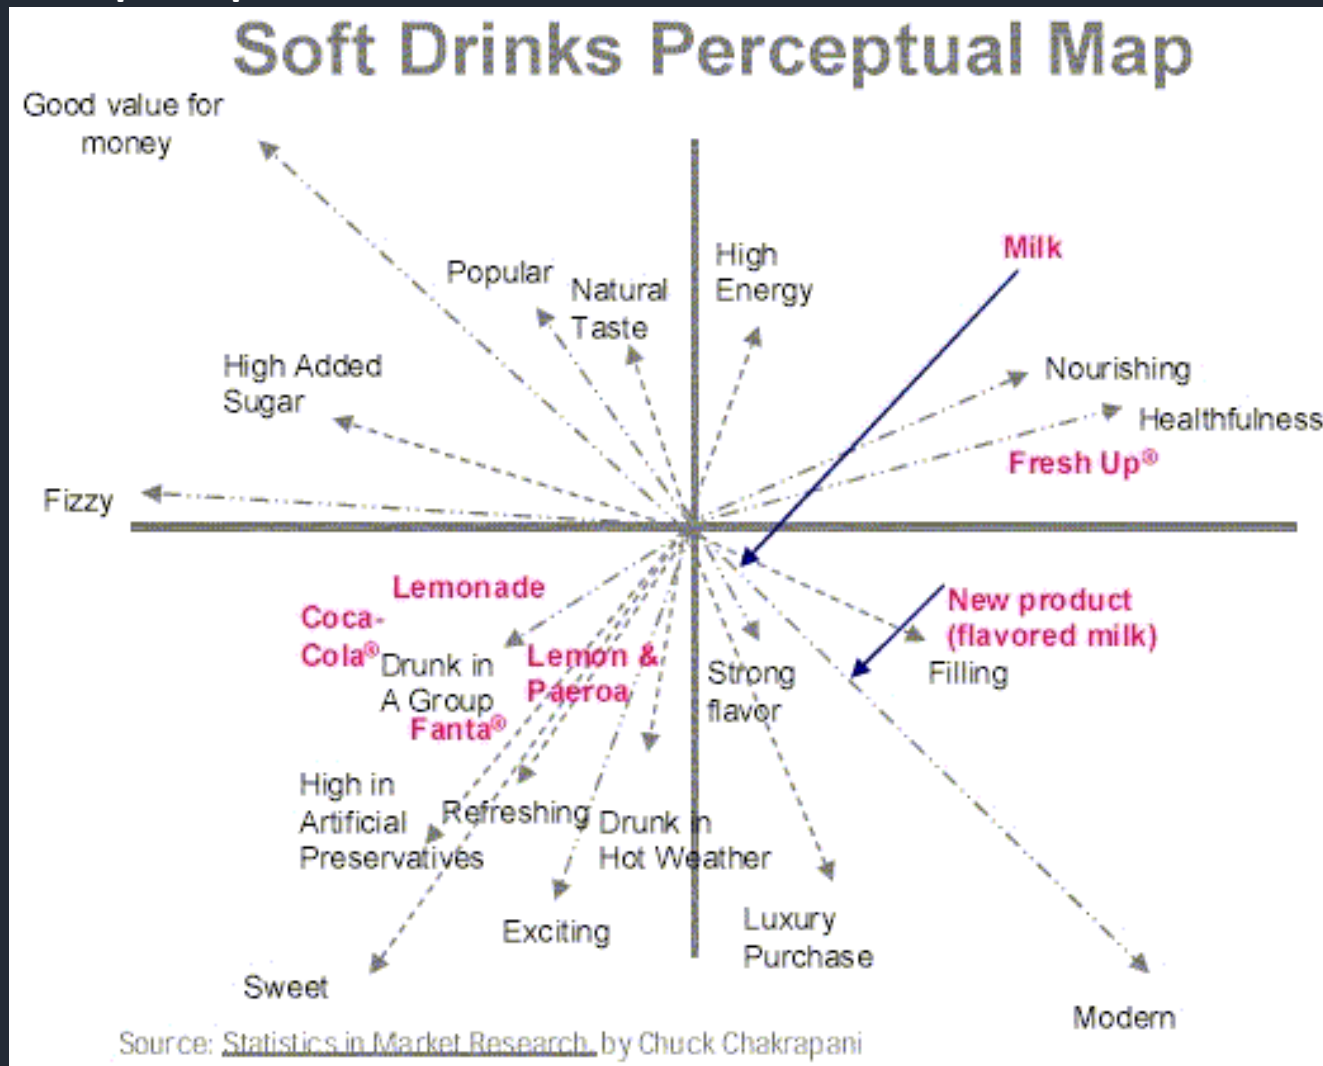 Soft Drinks Perceptual Map
Good value for
money
Popular
Natural
Taste
High
Energy
Milk
High Added
Sugar
Nourishing
Healthfulness
Fresh Up®
Fizzy
Lemonade
Coca-
Cola®
Drunk in
A Group
Fanta®
Lemon &
Paeroa
Strong
flavor
New product
(flavored milk)
Filling
High in
Artificial
Preservatives
Refreshing
Drunk in
Hot Weather
Exciting
Luxury
Purchase
Sweet
Modern
Source: Statistics in Market Research, by Chuck Chakrapani